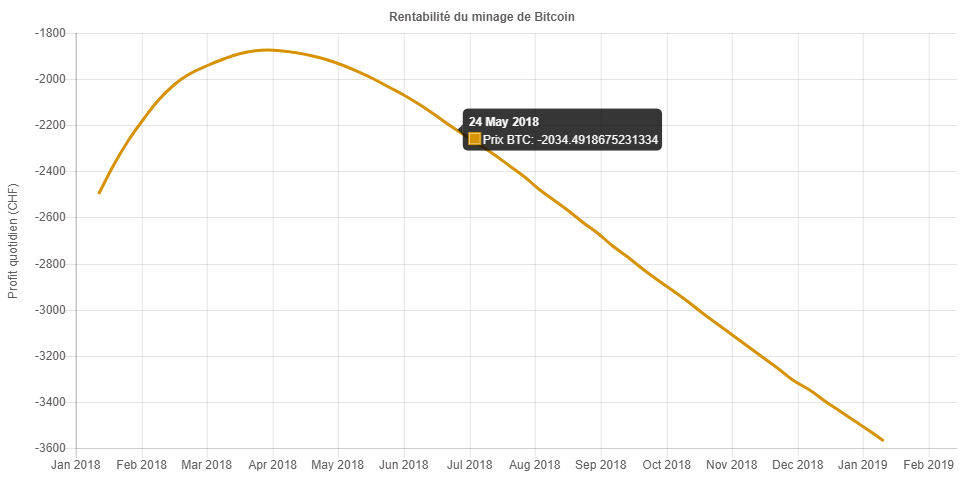 Rentabilité du minage de Bitcoin
Profit quotidien (CHF)
-1800
-2000
-2200
-2400
-2600
-2800
-3000
-3200
-3400
-3600
24 May 2018
Prix BTC: -2034.4918675231334
Jan 2018 Feb 2018 Mar 2018 Apr 2018 May 2018 Jun 2018 Jul 2018 Aug 2018 Sep 2018 Oct 2018 Nov 2018 Dec 2018 Jan 2019 Feb 2019